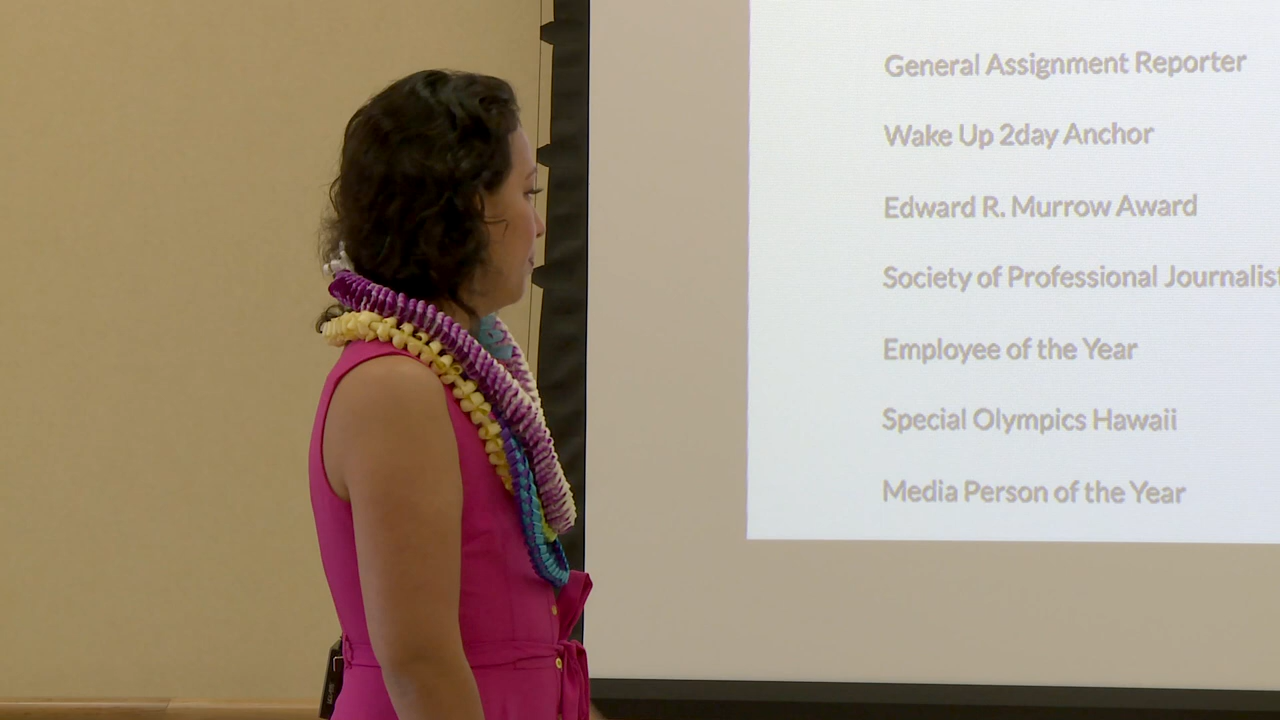 General Assignment Reporter
Wake Up 2day Anchor
Edward R. Murrow Award
Society of Professional Journalist
Employee of the Year
Special Olympics Hawaii
Media Person of the Year